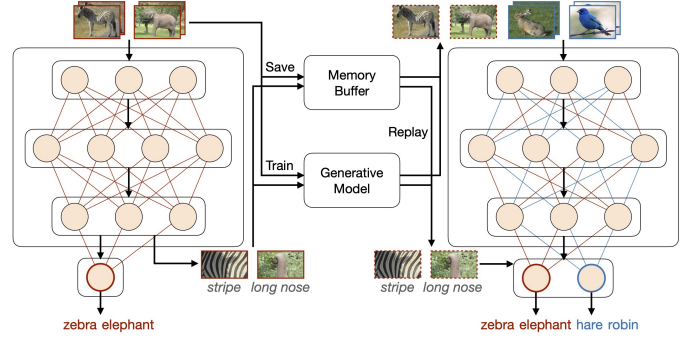 Save
Memory
Buffer
Replay
Train
Generative
Model
stripe long nose
stripe long nose
zebra elephant
zebra elephant hare robin